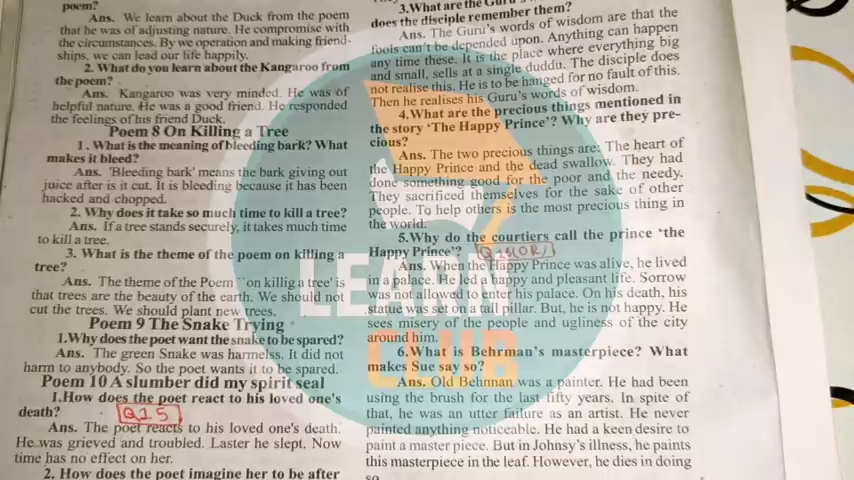 poem?
Ans. We learn about the Duck from the poem
that he was of adjusting nature. He compromise with
the circumstances. By we operation and making friend-
ships, we can lead our life happily.
2. What do you learn about the Kangaroo from
the poem?
Ans. Kangaroo was very minded. He was of
helpful nature. He was a good friend. He responded
the feelings of his friend Duck.
Poem 8 On Killing a Tree
1. What is the meaning of bleeding bark? What
makes it bleed?
Ans. 'Bleeding bark' means the bark giving out
juice after is it cut. It is bleeding because it has been
hacked and chopped.
2. Why does it take so much time to kill a tree?
Ans. If a tree stands securely, it takes much time
to kill a tree.
3. What is the theme of the poem on killing a
tree?
Ans. The theme of the Poem 'on killig a tree' is
that trees are the beauty of the earth. We should not
cut the trees. We should plant new trees.
Poem 9 The Snake Trying
1.Why does the poet want the snake to be spared?
Ans. The green Snake was harmelss. It did not
harm to anybody. So the poet wants it to be spared.
Poem 10 A slumber did my spirit seal
1.How does the poet react to his loved one's
death? Q15
Ans. The poet reacts to his loved one's death.
He was grieved and troubled. Laster he slept. Now
time has no effect on her.
2. How does the poet imagine her to be after
3.What are the Guru's
does the disciple remember them?
Ans. The Guru's words of wisdom are that the
fools can't be depended upon. Anything can happen
any time these. It is the place where everything big
and small, sells at a single duddu. The disciple does
not realise this. He is to be hanged for no fault of this.
Then he realises his Guru's words of wisdom.
4.What are the precious things mentioned in
the story 'The Happy Prince'? Why are they pre-
cious?
Ans. The two precious things are: The heart of
the Happy Prince and the dead swallow. They had
done something good for the poor and the needy.
They sacrificed themselves for the sake of other
people. To help others is the most precious thing in
the world.
5.Why do the courtiers call the prince 'the
Happy Prince'? (OR)
Ans. When the Happy Prince was alive, he lived
in a palace. He led a happy and pleasant life. Sorrow
was not allowed to enter his palace. On his death, his
statue was set on a tall pillar. But, he is not happy. He
sees misery of the people and ugliness of the city
around him.
6.What is Behrman's masterpiece? What
makes Sue say so?
Ans. Old Behnman was a painter. He had been
using the brush for the last fifty years. In spite of
that, he was an utter failure as an artist. He never
painted anything noticeable. He had a keen desire to
paint a master piece. But in Johnsy's illness, he paints
this masterpiece in the leaf. However, he dies in doing
so.
LEARN
CLUB